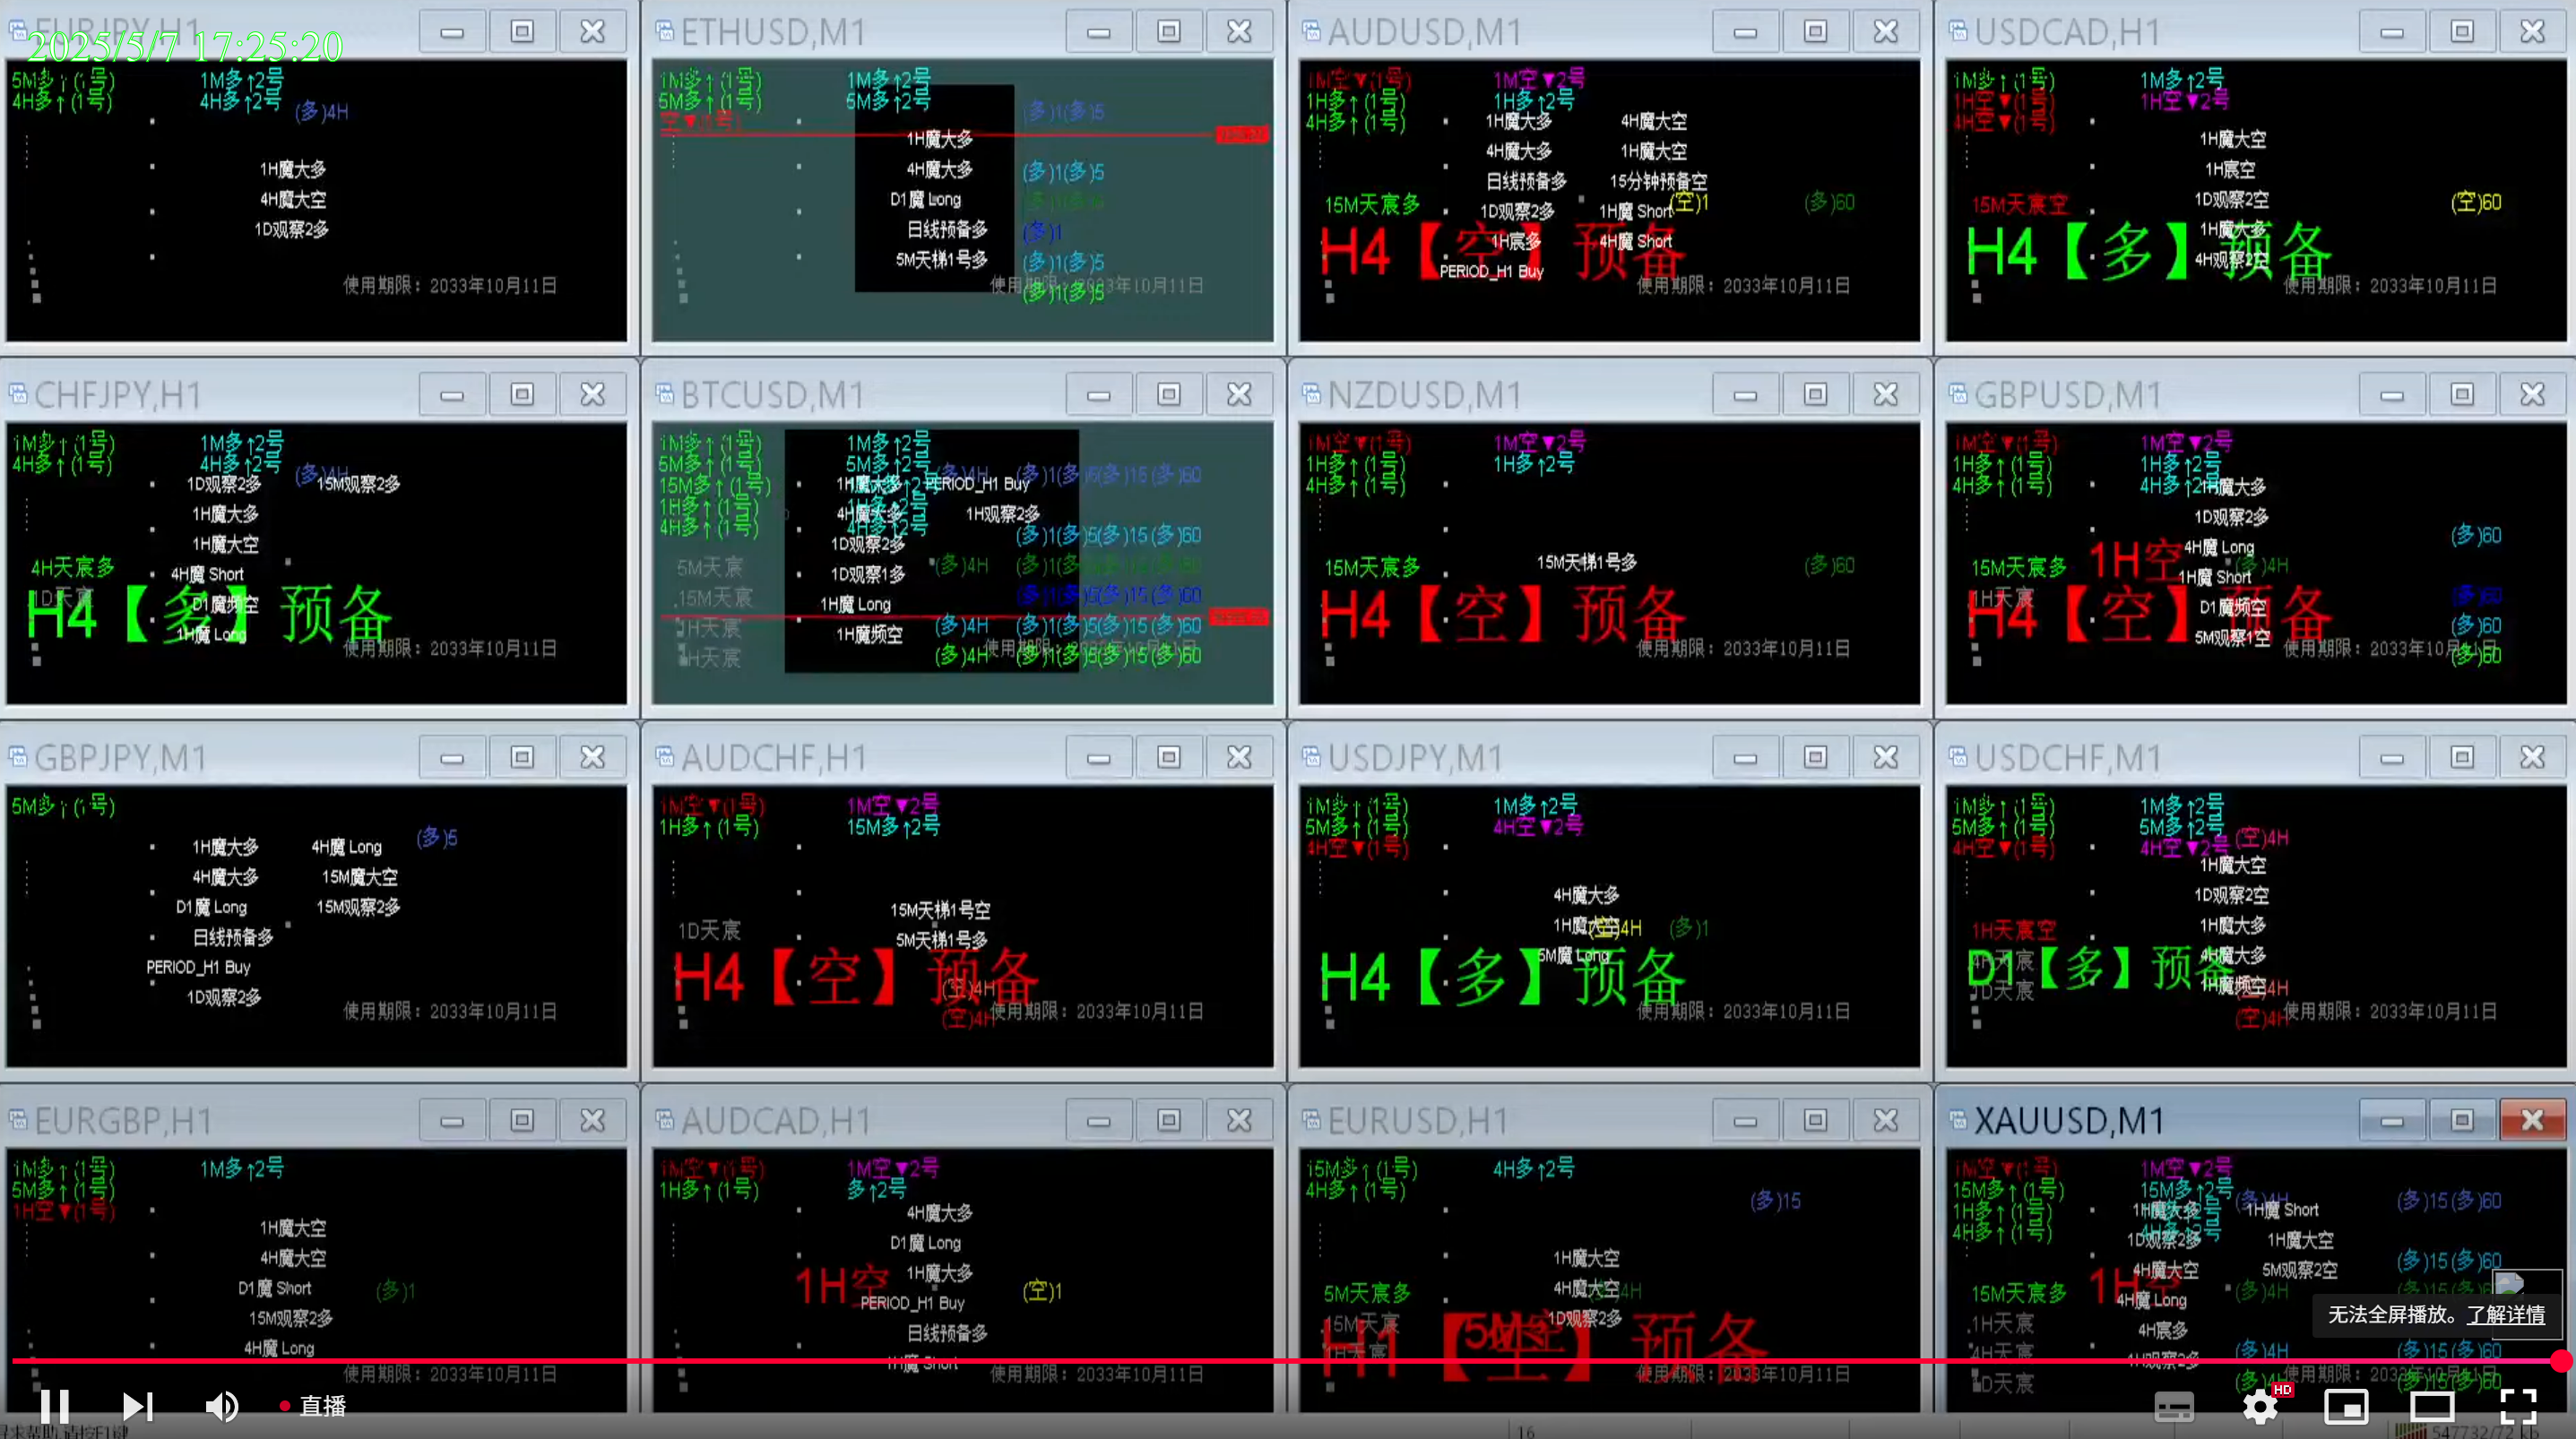 EURJPY,H1
2025/5/7 17:25:20
5M多↑(1号)
4H多↑(1号)
4H多↑2号
(多)4H
1H魔大多
4H魔大空
1D观察2多
使用期限：2033年10月11日
ETHUSD,M1
1M多↑(1号) 1M多↑2号
5M多↑(1号) 5M多↑2号
空▼(1号)
(多)1(多)5
1H魔大多
4H魔大多
(多)1(多)5
D1魔 Long
日线预备多
(多)1
5M天梯1号多
(多)1(多)5
(多)1(多)5
AUDUSD,M1
1M空▼(1号) 1M空▼2号
1H多↑(1号) 1H多↑2号
4H多↑(1号)
1H魔大多 4H魔大空
4H魔大多 1H魔大空
日线预备多 15分钟预备空
15M天宸多
1D观察2多 1H魔 Short
(空)1 (多)60
1H宸多 4H魔 Short
H4【空】预备
PERIOD_H1 Buy
使用期限：2033年10月11日
USDCAD,H1
1M多↑(1号) 1M多↑2号
1H空▼(1号) 1H空▼2号
4H空▼(1号)
1H魔大空
1H宸空
1D观察2空
15M天宸空
(空)60
1H魔大多
H4【多】预备
4H观察2空
使用期限：2033年10月11日
CHFJPY,H1
1M多↑(1号) 1M多↑2号
4H多↑(1号) 4H多↑2号
(多)4H
1D观察2多 15M观察2多
1H魔大多
1H魔大空
4H天宸多
4H魔 Short
1D天宸
D1魔频空
H4【多】预备
1H魔 Long
使用期限：2033年10月11日
BTCUSD,M1
1M多↑(1号) 1M多↑2号
5M多↑(1号) 5M多↑2号
15M多↑(1号)
1H多↑(1号)
4H多↑(1号) 4H多↑2号
(多)4H (多)1(多)5(多)15(多)60
1H魔大多 PERIOD_H1 Buy
4H魔大多 1H观察2多
1D观察2多
(多)1(多)5(多)15(多)60
5M天宸
1D观察1多
(多)4H
15M天宸
1H魔 Long
(多)1(多)5(多)15(多)60
1H天宸
1H魔频空
(多)4H (多)1(多)5(多)15(多)60
H天宸
(多)4H (多)1(多)5(多)15(多)60
NZDUSD,M1
1M空▼(1号) 1M空▼2号
1H多↑(1号) 1H多↑2号
4H多↑(1号)
15M天宸多
15M天梯1号多
(多)60
H4【空】预备
使用期限：2033年10月11日
GBPUSD,M1
1M空▼(1号) 1M空▼2号
1H多↑(1号) 1H多↑2号
4H多↑(1号) 4H多↑2号
1H魔大多
1D观察2多
(多)60
1H空
4H魔 Long
15M天宸多
(多)4H
1H魔 Short
1H天宸
D1魔频空
(多)60
H4【空】预备
5M观察1空
(多)60
(多)60
使用期限：2033年10月11日
GBPJPY,M1
5M多↑(1号)
(多)5
1H魔大多 4H魔 Long
4H魔大多 15M魔大空
D1魔 Long 15M观察2多
日线预备多
PERIOD_H1 Buy
1D观察2多
使用期限：2033年10月11日
AUDCHF,H1
1M空▼(1号) 1M空▼2号
1H多↑(1号) 15M多↑2号
15M天梯1号空
1D天宸
5M天梯1号多
H4【空】预备
(空)4H
(空)4H
使用期限：2033年10月11日
USDJPY,M1
1M多↑(1号) 1M多↑2号
5M多↑(1号) 4H空▼2号
4H空▼(1号)
4H魔大多
1H魔大空
(空)4H (多)1
5M魔 Long
H4【多】预备
使用期限：2033年10月11日
USDCHF,M1
1M多↑(1号) 1M多↑2号
5M多↑(1号) 5M多↑2号
4H空▼(1号) 4H空▼2号
(空)4H
1H魔大空
1D观察2空
1H天宸空
1H魔大多
4H天宸
4H魔大多
D1【多】预备
1D天宸
1H魔频空
(空)4H
(空)4H
使用期限：2033年10月11日
EURGBP,H1
1M多↑(1号) 1M多↑2号
5M多↑(1号)
1H空▼(1号)
1H魔大空
4H魔大空
D1魔 Short
(多)1
15M观察2多
4H魔 Long
使用期限：2033年10月11日
AUDCAD,H1
1M空▼(1号) 1M空▼2号
1H多↑(1号) 多↑2号
4H魔大多
D1魔 Long
1H空
1H魔大多
(空)1
PERIOD_H1 Buy
日线预备多
1H魔 Short
使用期限：2033年10月11日
EURUSD,H1
15M多↑(1号) 4H多↑2号
4H多↑(1号)
(多)15
1H魔大多
5M天宸多
4H魔大空
4H
15M天宸
1D观察2多
1H天宸
H1【空】预备
使用期限：2033年10月11日
XAUUSD,M1
1M空▼(1号) 1M空▼2号
15M多↑(1号) 15M多↑2号
1H多↑(1号)
4H多↑(1号) 4H多↑2号
(多)4H (多)15(多)60
1H魔大多 1H魔 Short
1D观察2多 1H魔大空
(多)15(多)60
4H魔大空 5M观察2空
1H空
15M天宸多
(多)4H
4H魔 Long
1H天宸
4H宸多
4H天宸
(多)4H (多)15(多)60
1H观察2多
D天宸
使用期限：2033年10月11日
无法全屏播放。了解详情
直播
HD
16
547732/72 kb